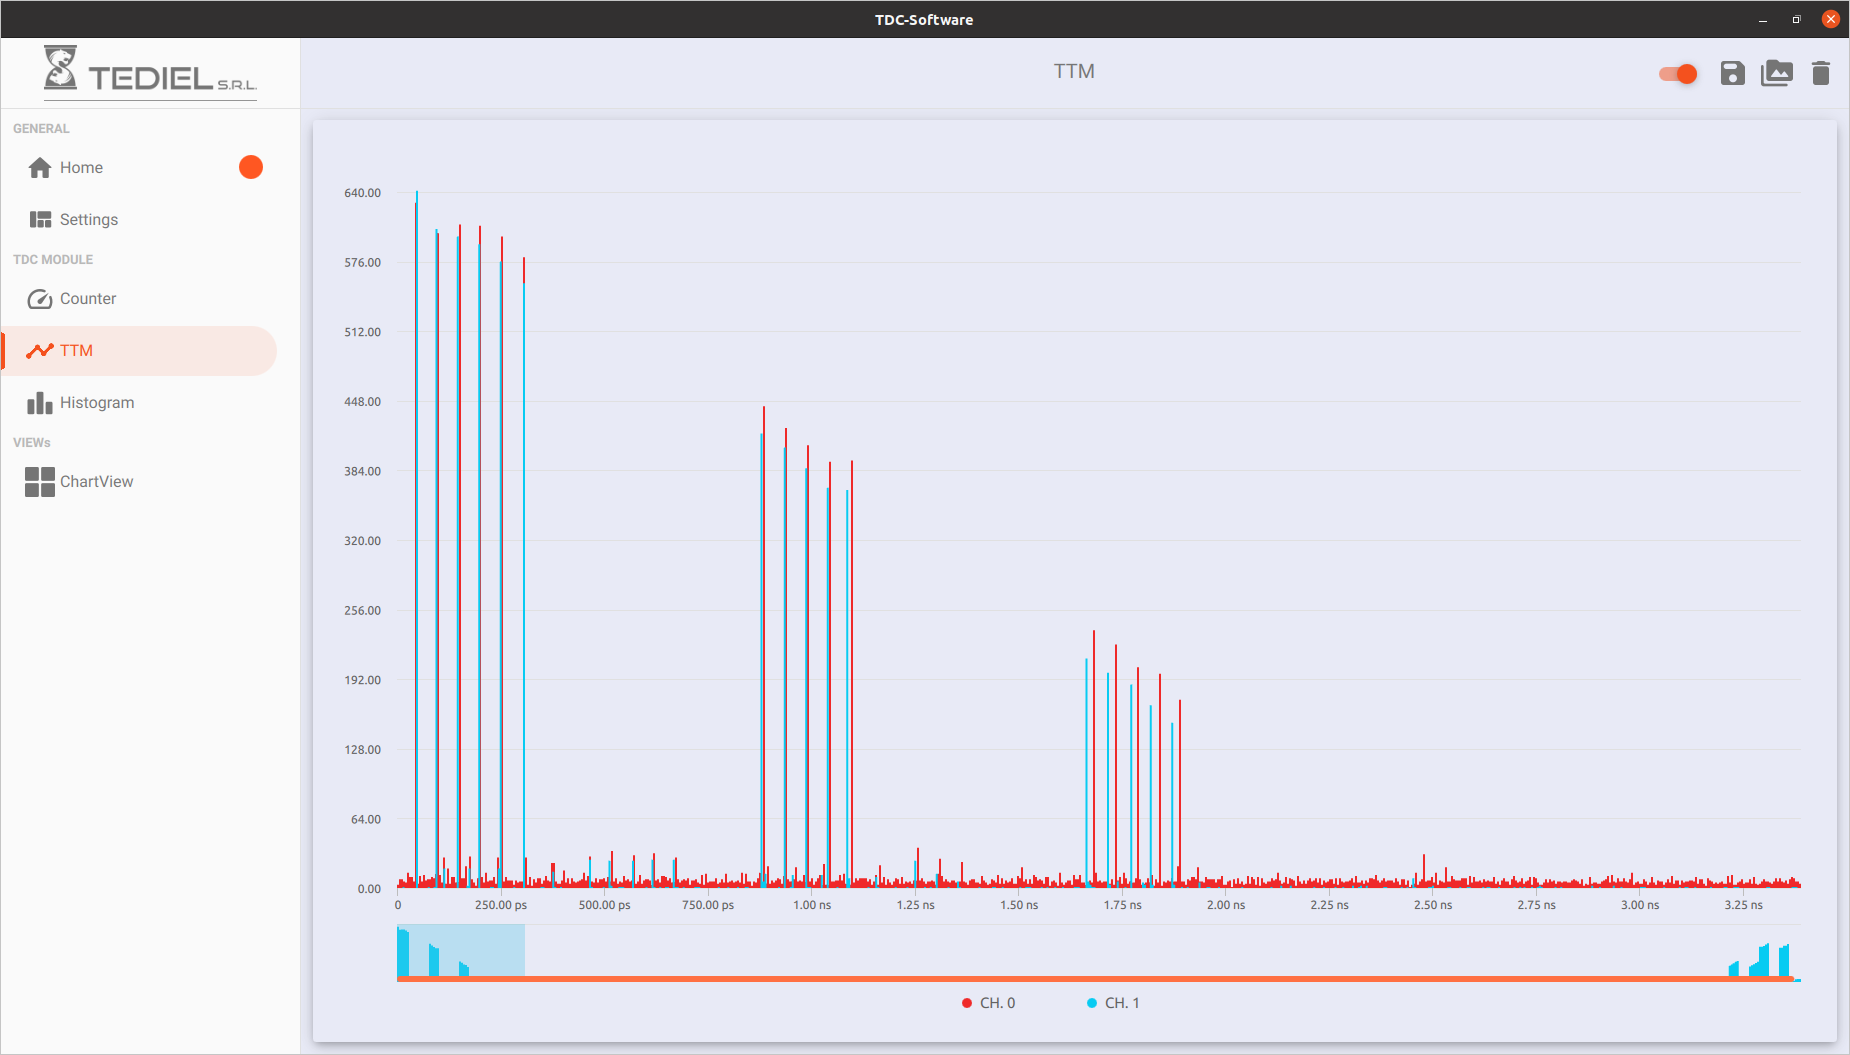 TDC-Software
TEDIEL S.R.L.
TTM
GENERAL
Home
Settings
TDC MODULE
Counter
TTM
Histogram
VIEWs
ChartView
640.00
576.00
512.00
448.00
384.00
320.00
256.00
192.00
128.00
64.00
0.00
0 250.00 ps 500.00 ps 750.00 ps 1.00 ns 1.25 ns 1.50 ns 1.75 ns 2.00 ns 2.25 ns 2.50 ns 2.75 ns 3.00 ns 3.25 ns
CH. 0 CH. 1